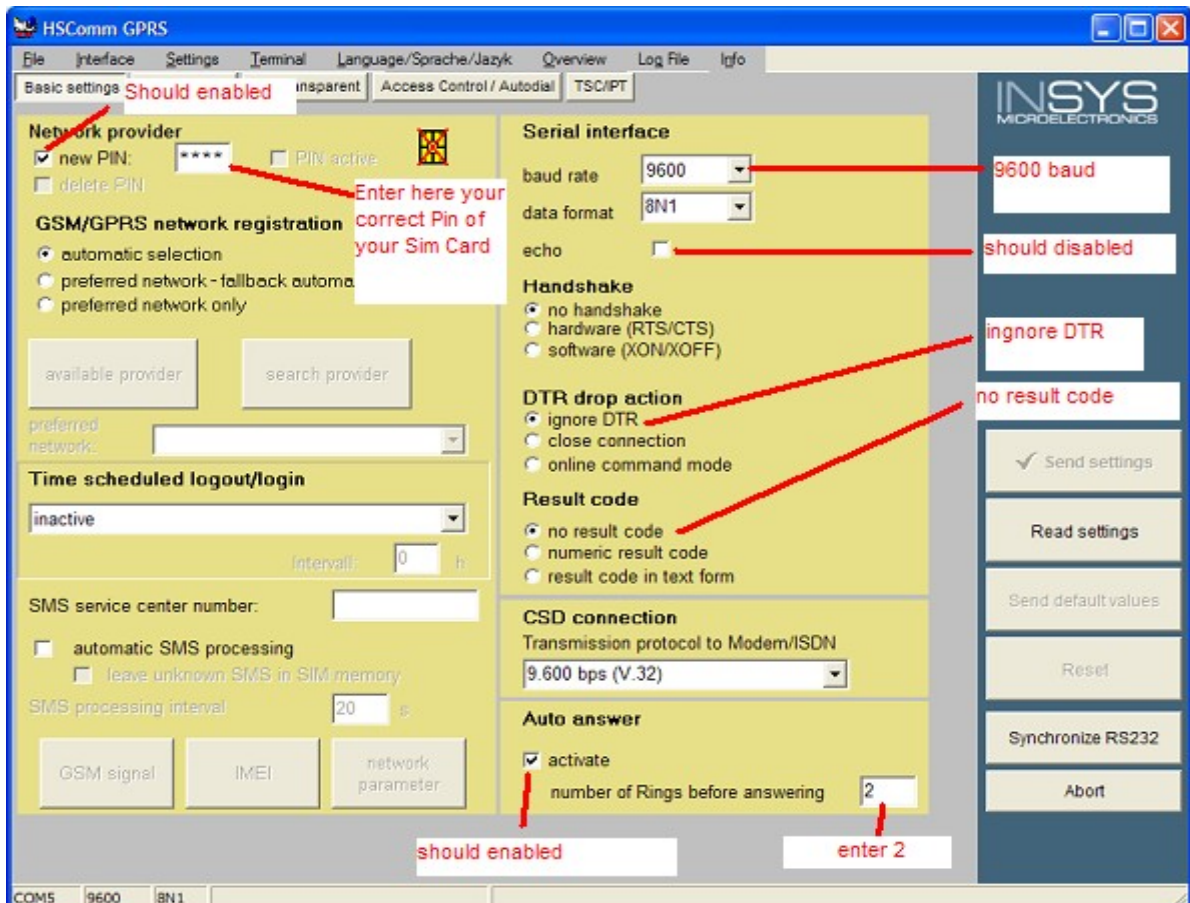 HSComm GPRS
File Interface Settings Terminal Language/Sprache/Jazyk Overview Log File Info
Basic settings
Should enabled
Access Control / Autodial
TSC/IPT
INSYS
MICROELECTRONICS
Network provider
new PIN: **** PIN active
delete PIN
Enter here your
correct Pin of
your Sim Card
GSM/GPRS network registration
automatic selection
preferred network - fallback
preferred network only
available provider
search provider
preferred
network:
Time scheduled logout/login
inactive
Intervall: 0 h
SMS service center number:
automatic SMS processing
leave unknown SMS in SIM memory
SMS processing interval 20 s
GSM signal
IMEI
network
parameter
Serial interface
baud rate 9600
data format 8N1
echo
Handshake
no handshake
hardware (RTS/CTS)
software (XON/XOFF)
DTR drop action
ignore DTR
close connection
online command mode
Result code
no result code
numeric result code
result code in text form
CSD connection
Transmission protocol to Modem/ISDN
9.600 bps (V.32)
Auto answer
activate
number of Rings before answering 2
should enabled
enter 2
9600 baud
should disabled
ingnore DTR
no result code
Send settings
Read settings
Send default values
Reset
Synchronize RS232
Abort
COM5 9600 8N1